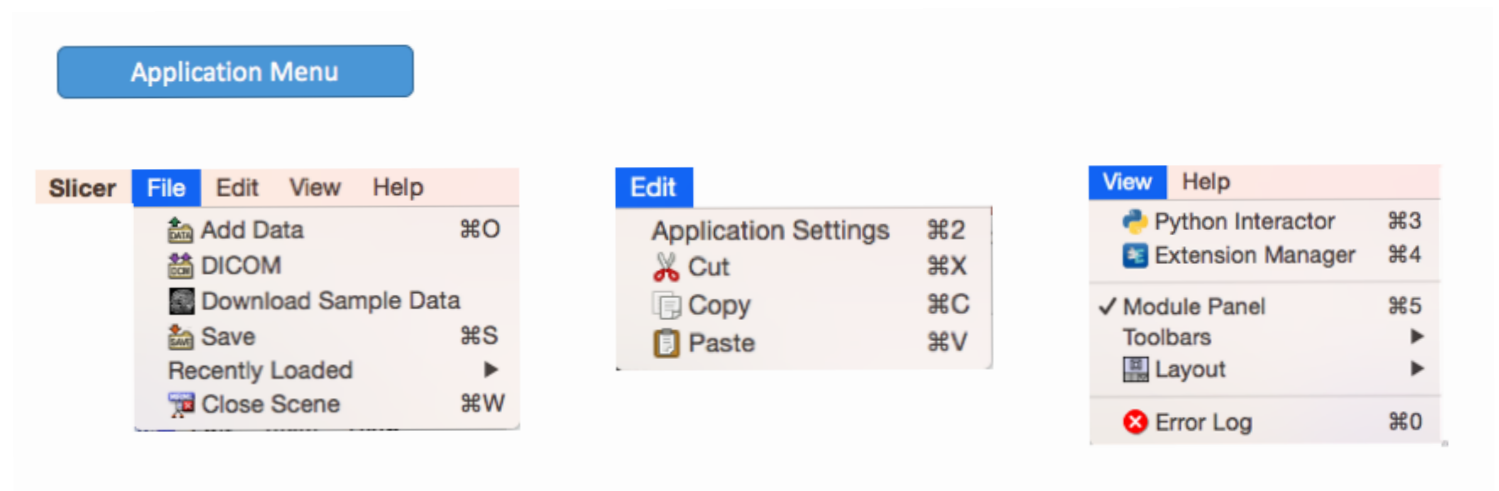 Application Menu
Slicer File Edit View Help
Add Data ⌘O
DICOM
Download Sample Data
Save ⌘S
Recently Loaded ▶
Close Scene ⌘W
Edit
Application Settings ⌘2
Cut ⌘X
Copy ⌘C
Paste ⌘V
View Help
Python Interactor ⌘3
Extension Manager ⌘4
✓ Module Panel ⌘5
Toolbars ▶
Layout ▶
Error Log ⌘0